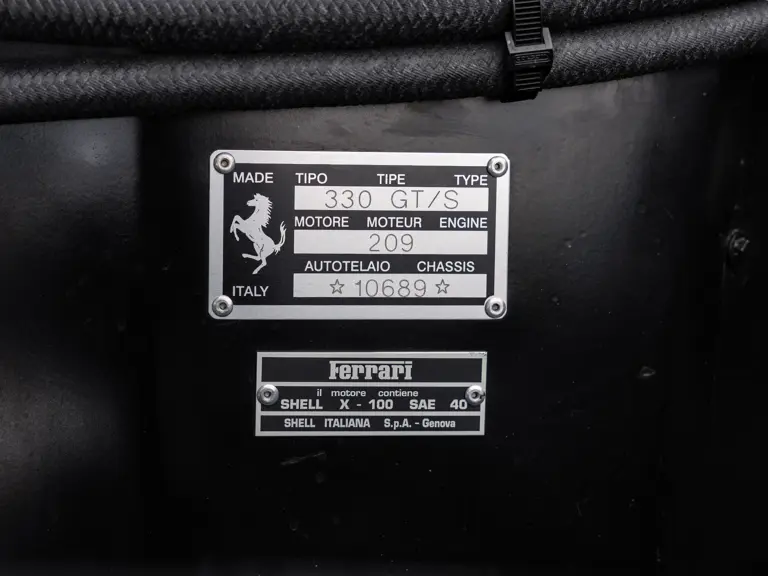 MADE TIPO TIPE TYPE
330 GT/S
MOTORE MOTEUR ENGINE
209
AUTOTELAIO CHASSIS
ITALY ☆ 10689 ☆
Ferrari
il motore contiene
SHELL X - 100 SAE 40
SHELL ITALIANA S.p.A. - Genova